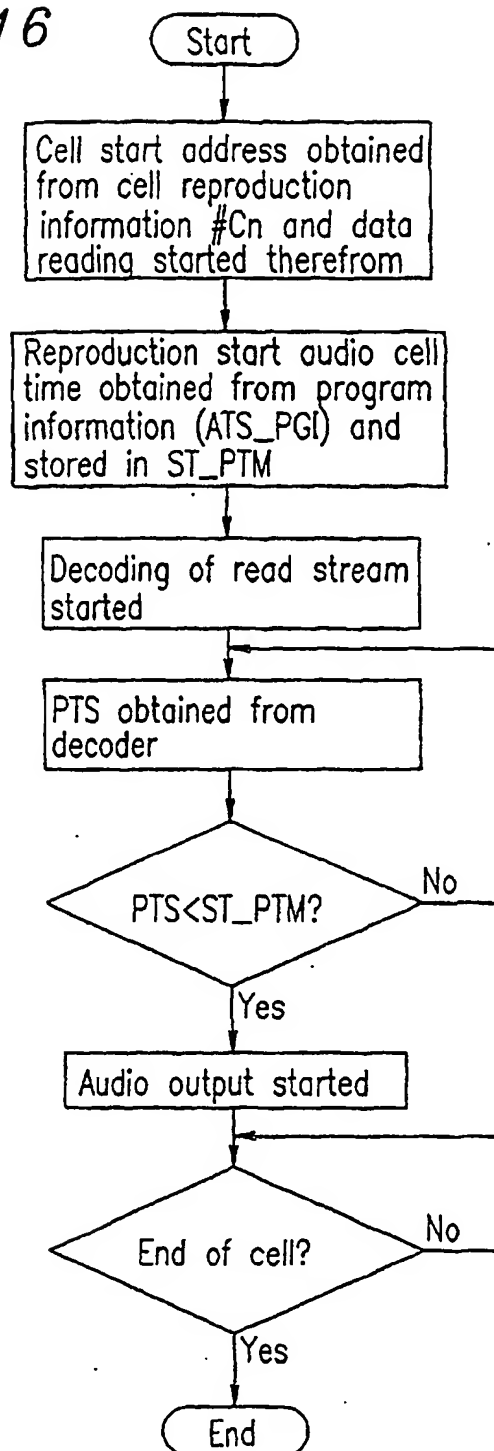 16
Start
Cell start address obtained
from cell reproduction
information #Cn and data
reading started therefrom
Reproduction start audio cell
time obtained from program
information (ATS_PGI) and
stored in ST_PTM
Decoding of read stream
started
PTS obtained from
decoder
PTS<ST_PTM?
No
Yes
Audio output started
End of cell?
No
Yes
End